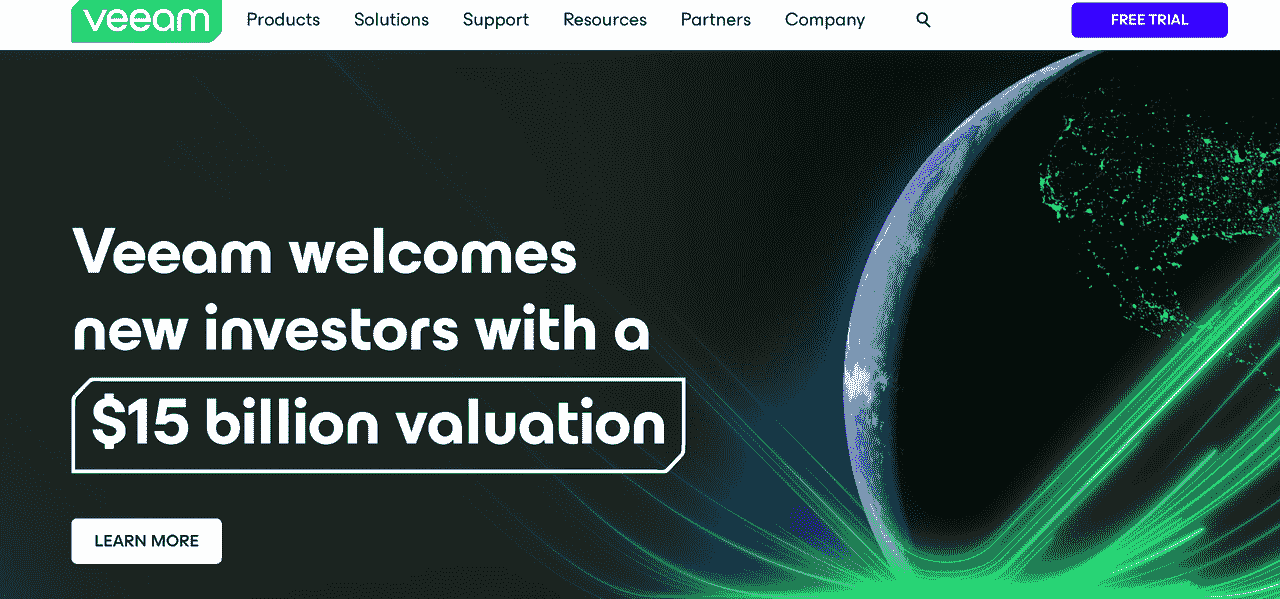 veeam Products Solutions Support Resources Partners Company FREE TRIAL
Veeam welcomes
new investors with a
$15 billion valuation
LEARN MORE